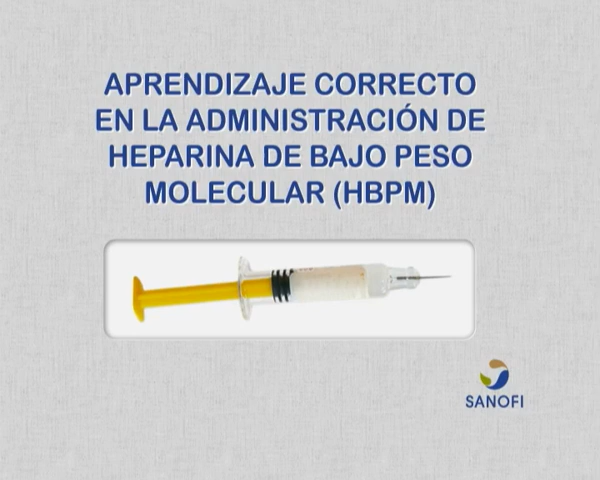 APRENDIZAJE CORRECTO
EN LA ADMINISTRACIÓN DE
HEPARINA DE BAJO PESO
MOLECULAR (HBPM)
SANOFI